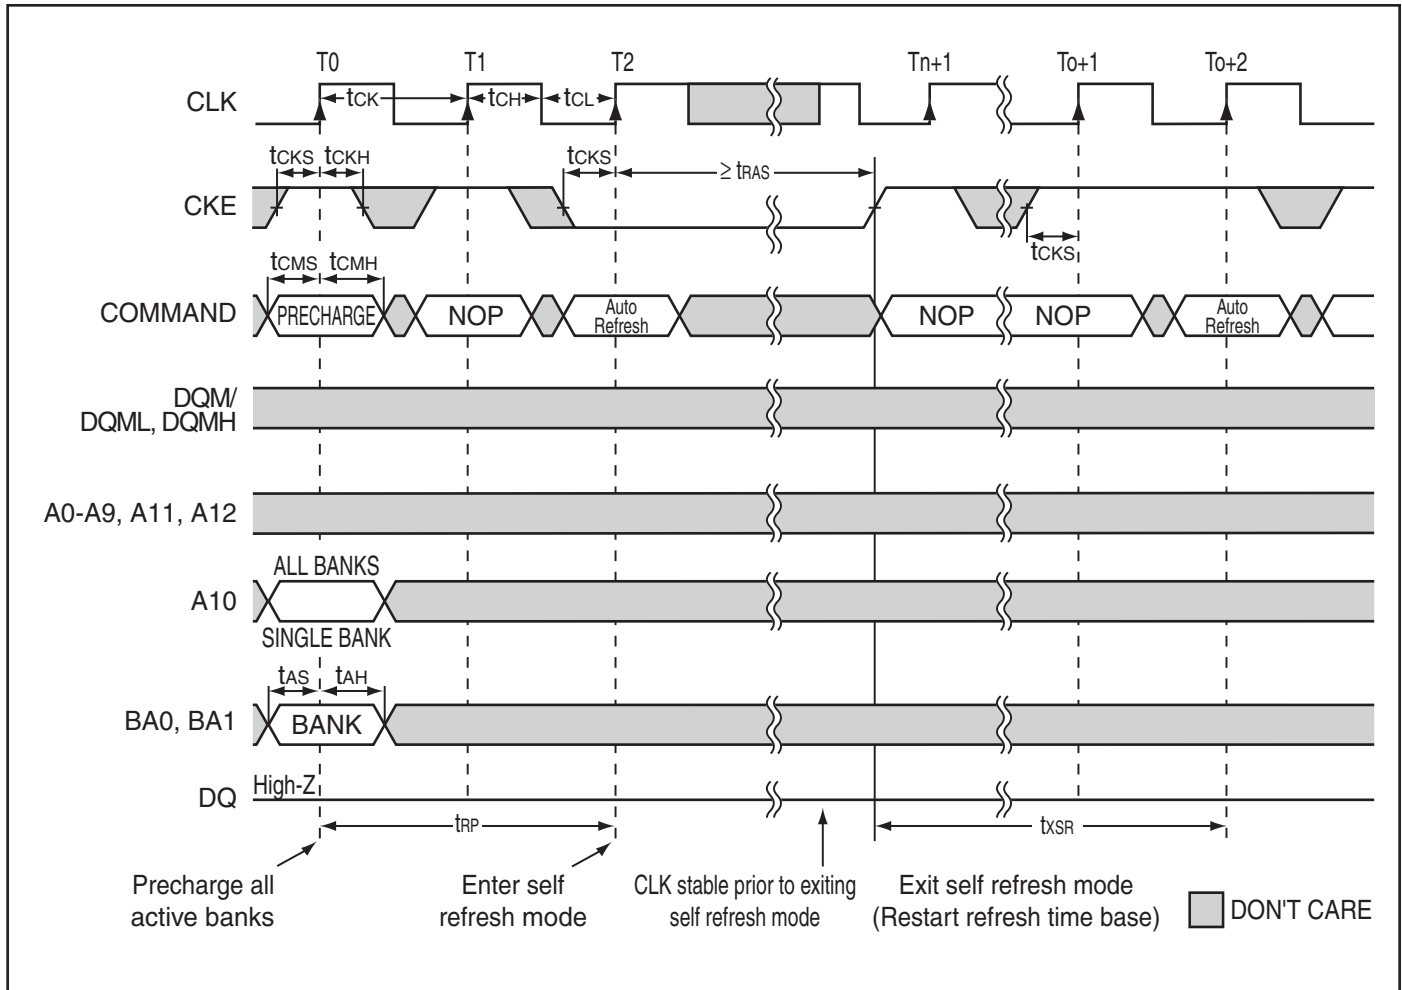 T0 T1 T2 Tn+1 To+1 To+2
CLK
tCK tCH tCL
tCKS tCKH tCKS ≥ tRAS
CKE
tCKS
tCMS tCMH
COMMAND PRECHARGE NOP Auto Refresh NOP NOP Auto Refresh
DQM/
DQML, DQMH
A0-A9, A11, A12
ALL BANKS
A10
SINGLE BANK
tAS tAH
BA0, BA1 BANK
DQ High-Z
tRP tXSR
Precharge all
active banks
Enter self
refresh mode
CLK stable prior to exiting
self refresh mode
Exit self refresh mode
(Restart refresh time base)
DON'T CARE